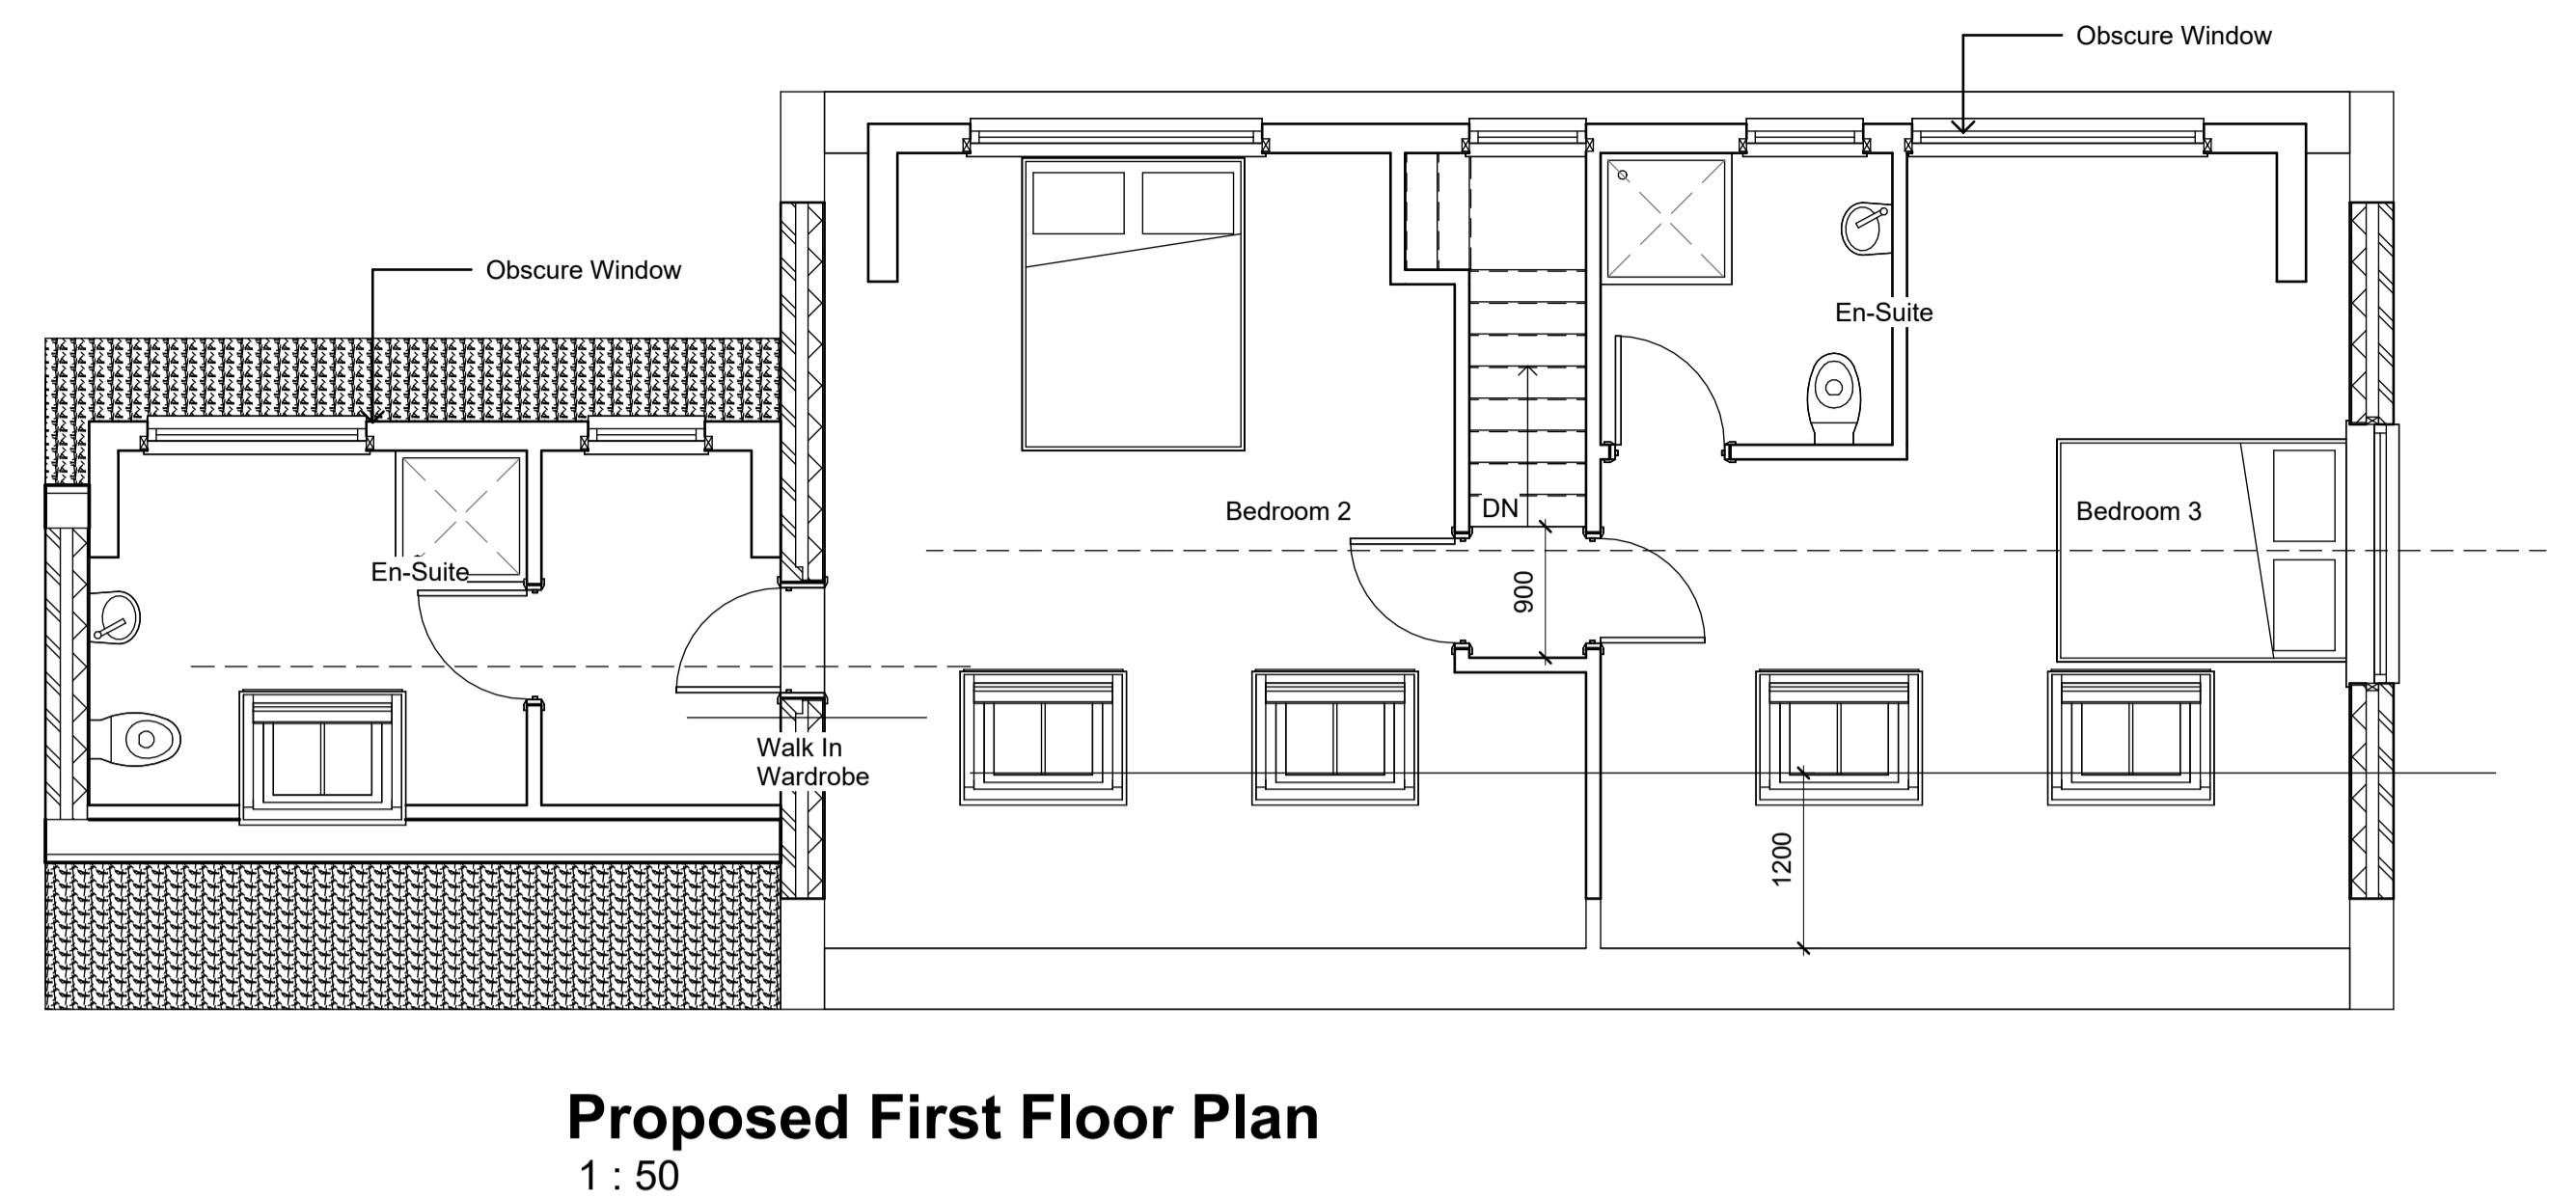 Obscure Window
Obscure Window
En-Suite
Bedroom 2
DN
Bedroom 3
En-Suite
900
Walk In
Wardrobe
1200
Proposed First Floor Plan
1 : 50